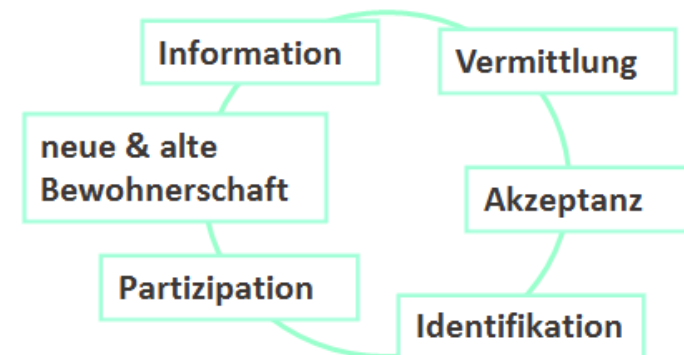 Information
Vermittlung
neue & alte
Bewohnerschaft
Akzeptanz
Partizipation
Identifikation